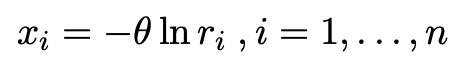 x_i = −θ ln r_i , i = 1, . . . , n